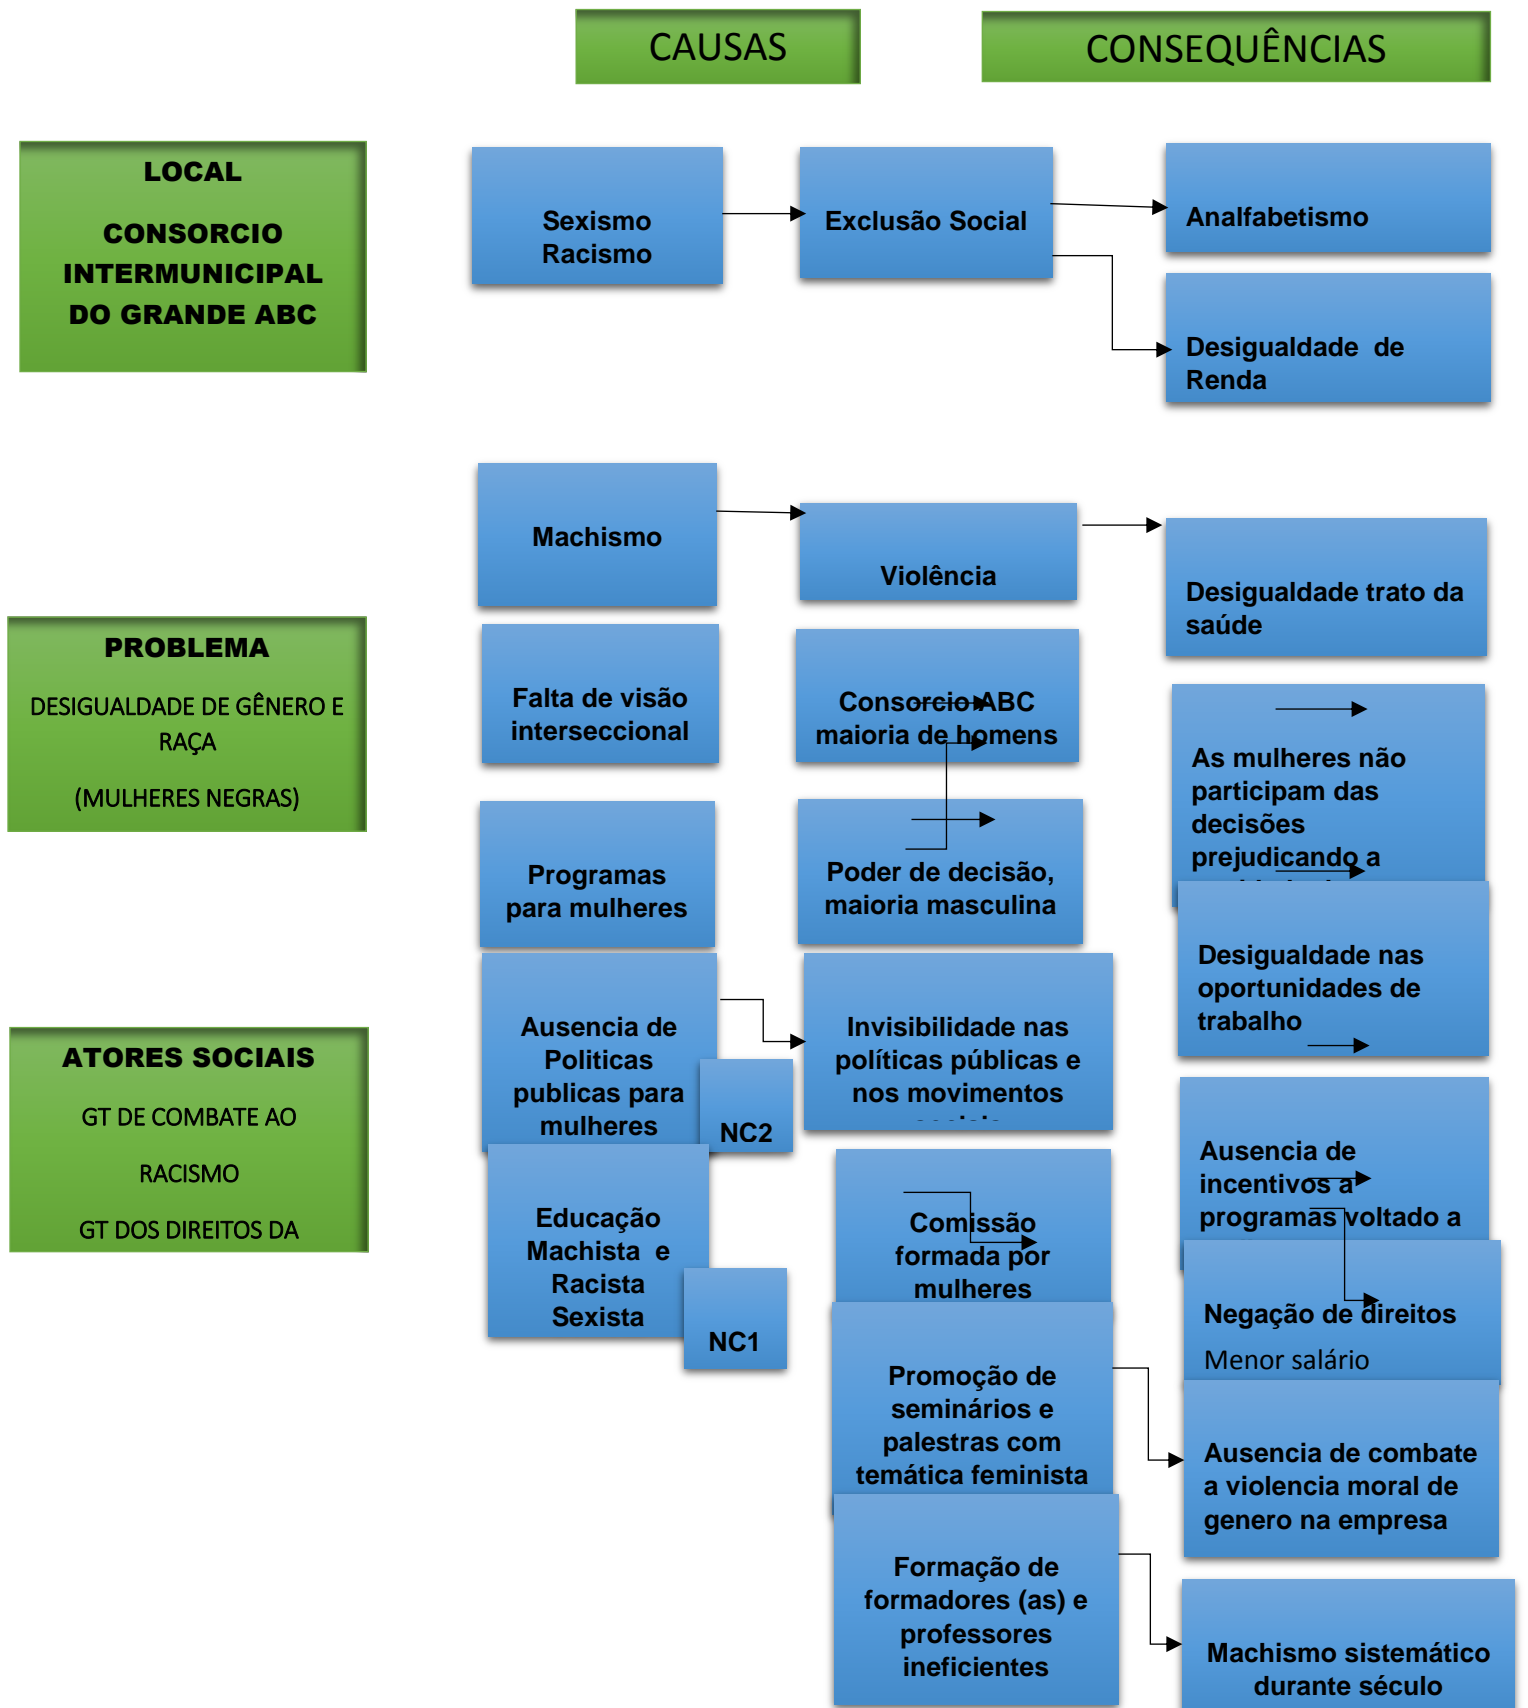 CAUSAS
CONSEQUÊNCIAS
LOCAL
CONSORCIO
INTERMUNICIPAL
DO GRANDE ABC
Sexismo
Racismo
Exclusão Social
Analfabetismo
Desigualdade de
Renda
Machismo
Violência
Desigualdade trato da
saúde
PROBLEMA
DESIGUALDADE DE GÊNERO E
RAÇA
(MULHERES NEGRAS)
Falta de visão
interseccional
Consorcio ABC
maioria de homens
As mulheres não
participam das
decisões
prejudicando a
Programas
para mulheres
Poder de decisão,
maioria masculina
Desigualdade nas
oportunidades de
trabalho
ATORES SOCIAIS
GT DE COMBATE AO
RACISMO
GT DOS DIREITOS DA
Ausencia de
Politicas
publicas para
mulheres
NC2
Invisibilidade nas
políticas públicas e
nos movimentos
Ausencia de
incentivos a
programas voltado a
Educação
Machista e
Racista
Sexista
NC1
Comissão
formada por
mulheres
Negação de direitos
Menor salário
Promoção de
seminários e
palestras com
temática feminista
Ausencia de combate
a violencia moral de
genero na empresa
Formação de
formadores (as) e
professores
ineficientes
Machismo sistemático
durante século